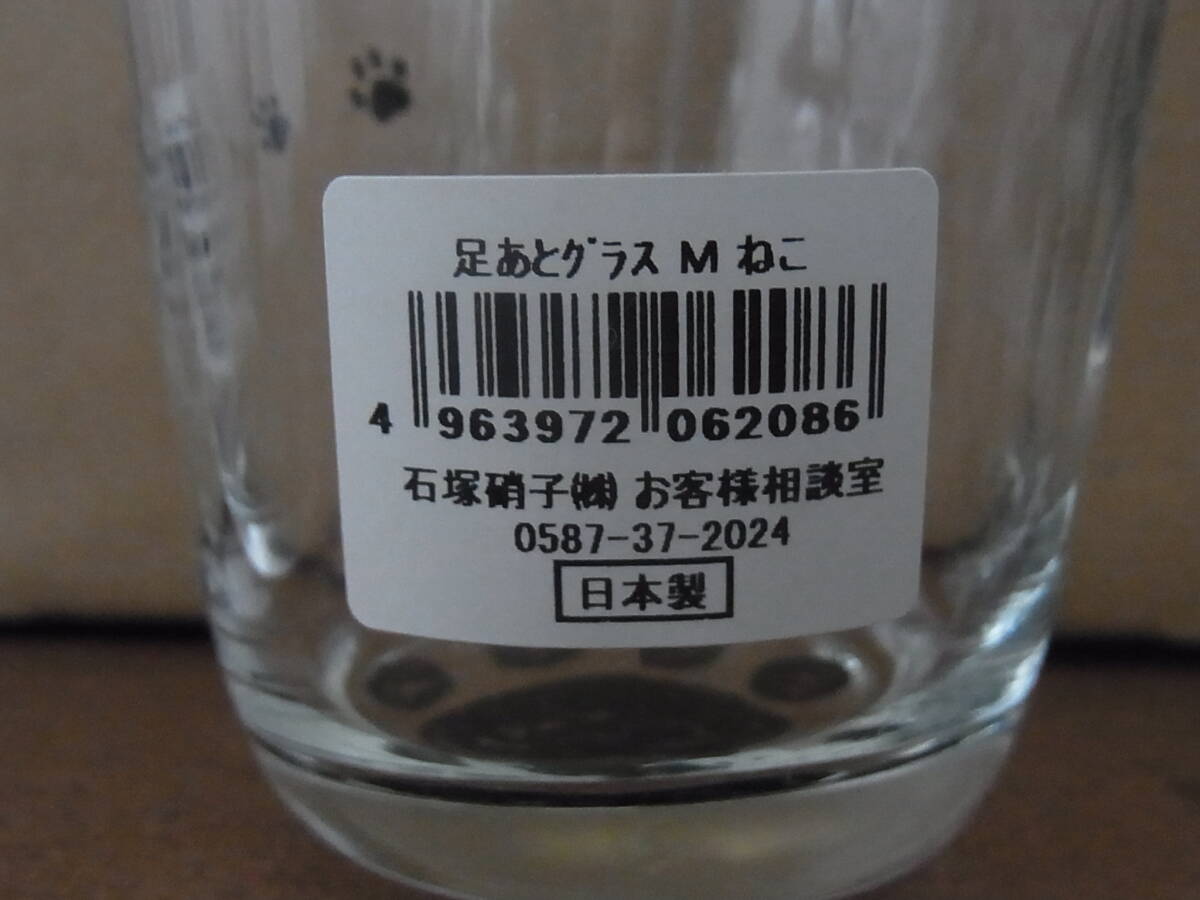 足あとグラス M ねこ
4 963972 062086
石塚硝子㈱ お客様相談室
0587-37-2024
日本製